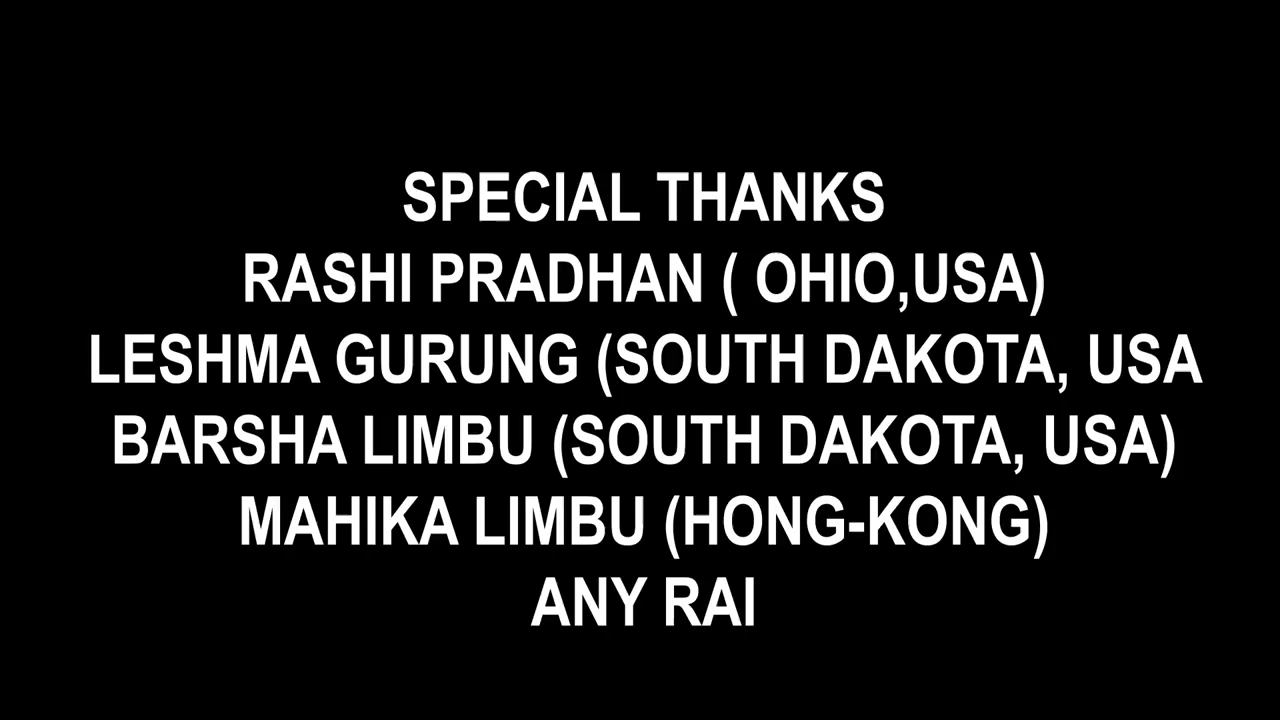 SPECIAL THANKS
RASHI PRADHAN ( OHIO,USA)
LESHMA GURUNG (SOUTH DAKOTA, USA
BARSHA LIMBU (SOUTH DAKOTA, USA)
MAHIKA LIMBU (HONG-KONG)
ANY RAI